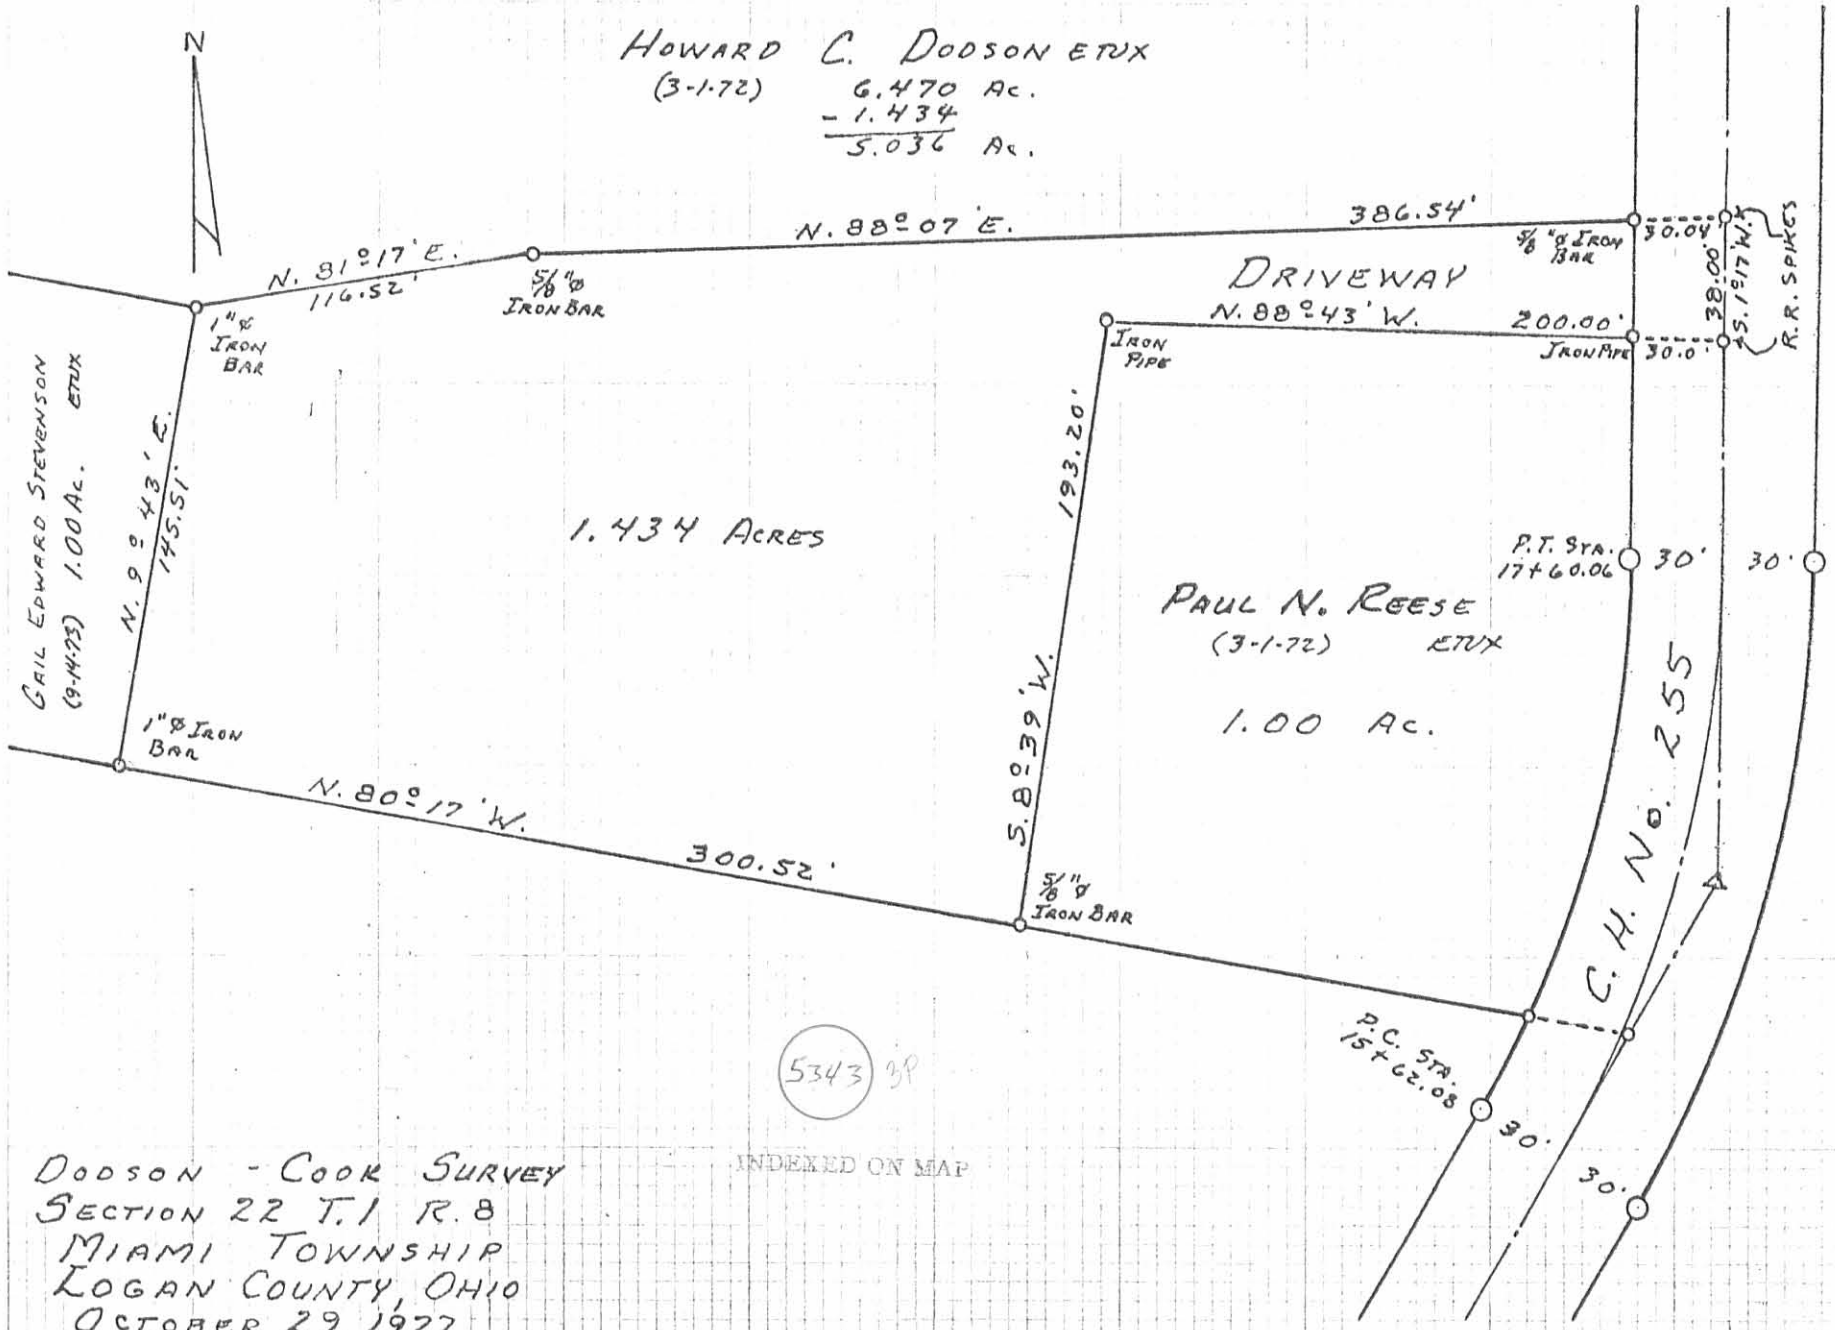 N
HOWARD C. DODSON ETUX
(3-1-72) 6.470 Ac.
- 1.434
5.036 Ac.
N. 81° 17' E.
116.52'
N. 88° 07' E.
386.54'
5/8"ø IRON
BAR
30.04'
38.00'
S. 1° 17' W.
R.R. SPIKES
5/8"ø
IRON BAR
DRIVEWAY
N. 88° 43' W.
200.00'
IRON PIPE
30.0'
IRON
PIPE
1"ø
IRON
BAR
GAIL EDWARD STEVENSON
(9-14-73) 1.00 Ac. ETUX
N. 9° 43' E.
145.51'
1.434 ACRES
193.20'
S. 8° 39' W.
P.T. STA.
17+60.06
30'
30'
PAUL N. REESE
(3-1-72) ETUX
1.00 AC.
C. H. No. 255
1"ø IRON
BAR
N. 80° 17' W.
300.52'
5/8"ø
IRON BAR
P.C. STA.
15+62.08
30'
30'
5343 3P
INDEXED ON MAP
DODSON - COOK SURVEY
SECTION 22 T.1 R.8
MIAMI TOWNSHIP
LOGAN COUNTY, OHIO
OCTOBER 29, 1977